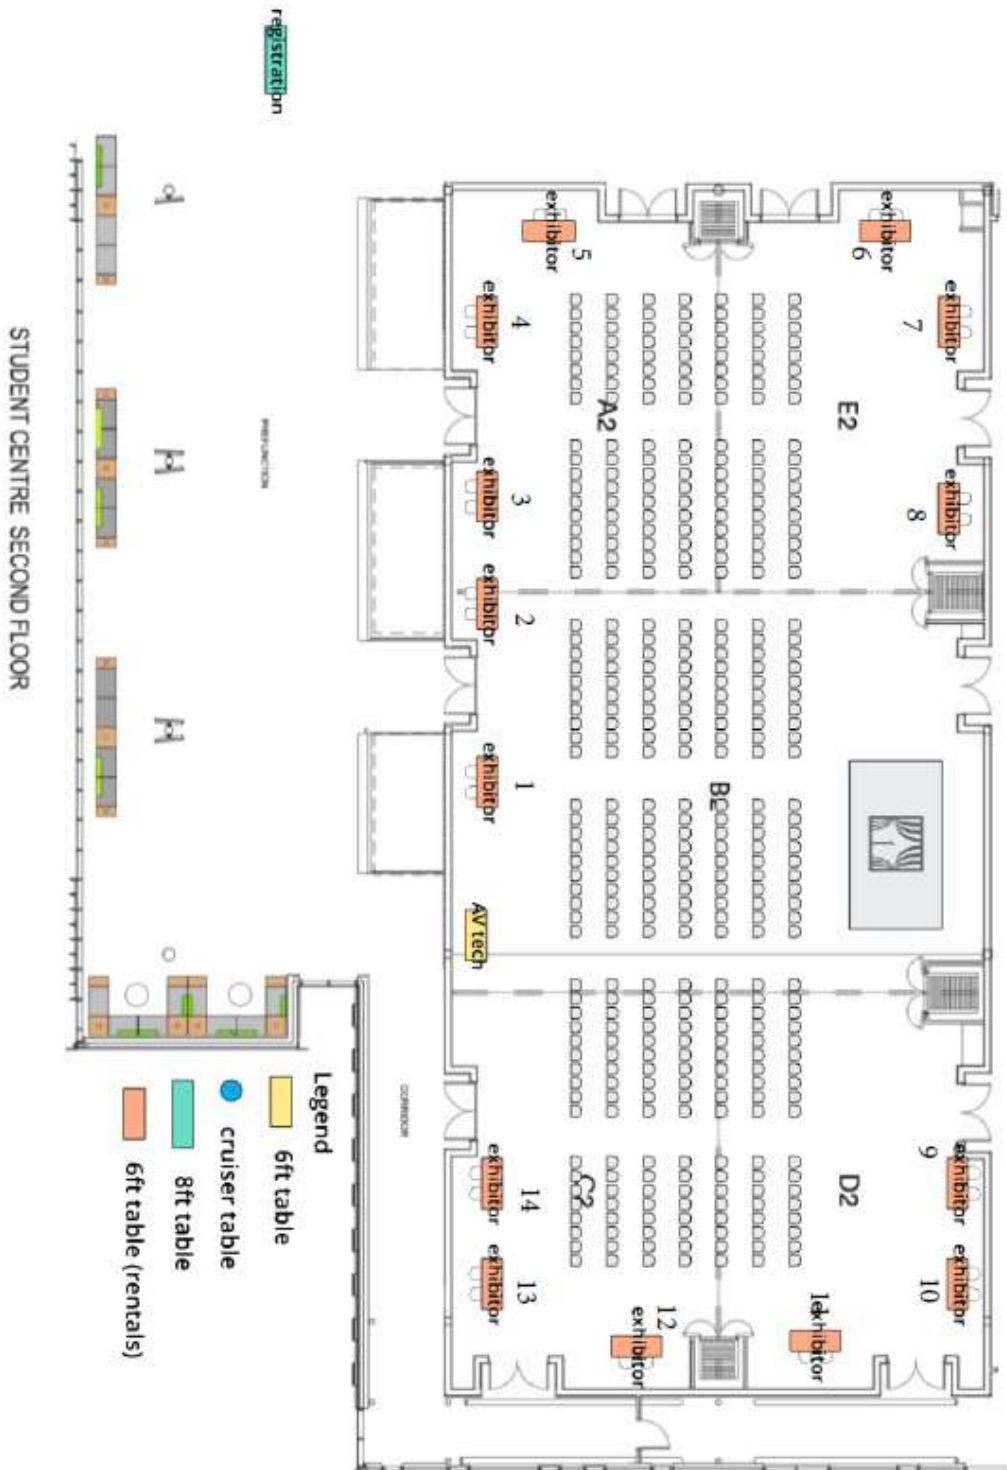 registration
exhibitor
5
exhibitor
6
exhibitor
4
exhibitor
7
A2
E2
PREFUNCTION
exhibitor
3
exhibitor
8
exhibitor
2
exhibitor
1
B2
AV tech
STUDENT CENTRE SECOND FLOOR
CORRIDOR
exhibitor
9
exhibitor
14
C2
D2
exhibitor
13
exhibitor
10
exhibitor
12
exhibitor
11
Legend
6ft table
cruiser table
8ft table
6ft table (rentals)